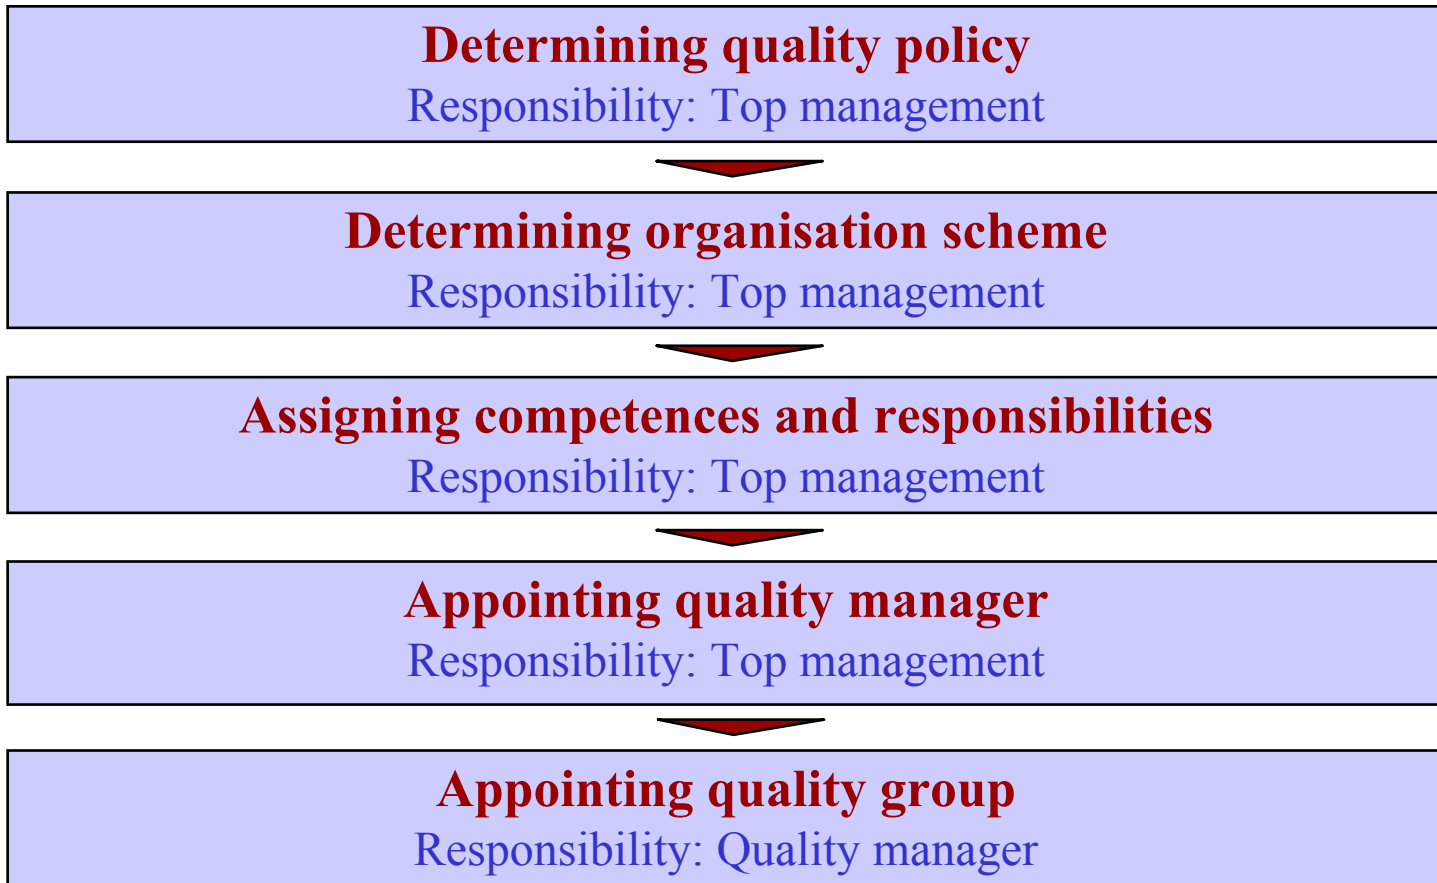 Determining quality policy
Responsibility: Top management
Determining organisation scheme
Responsibility: Top management
Assigning competences and responsibilities
Responsibility: Top management
Appointing quality manager
Responsibility: Top management
Appointing quality group
Responsibility: Quality manager